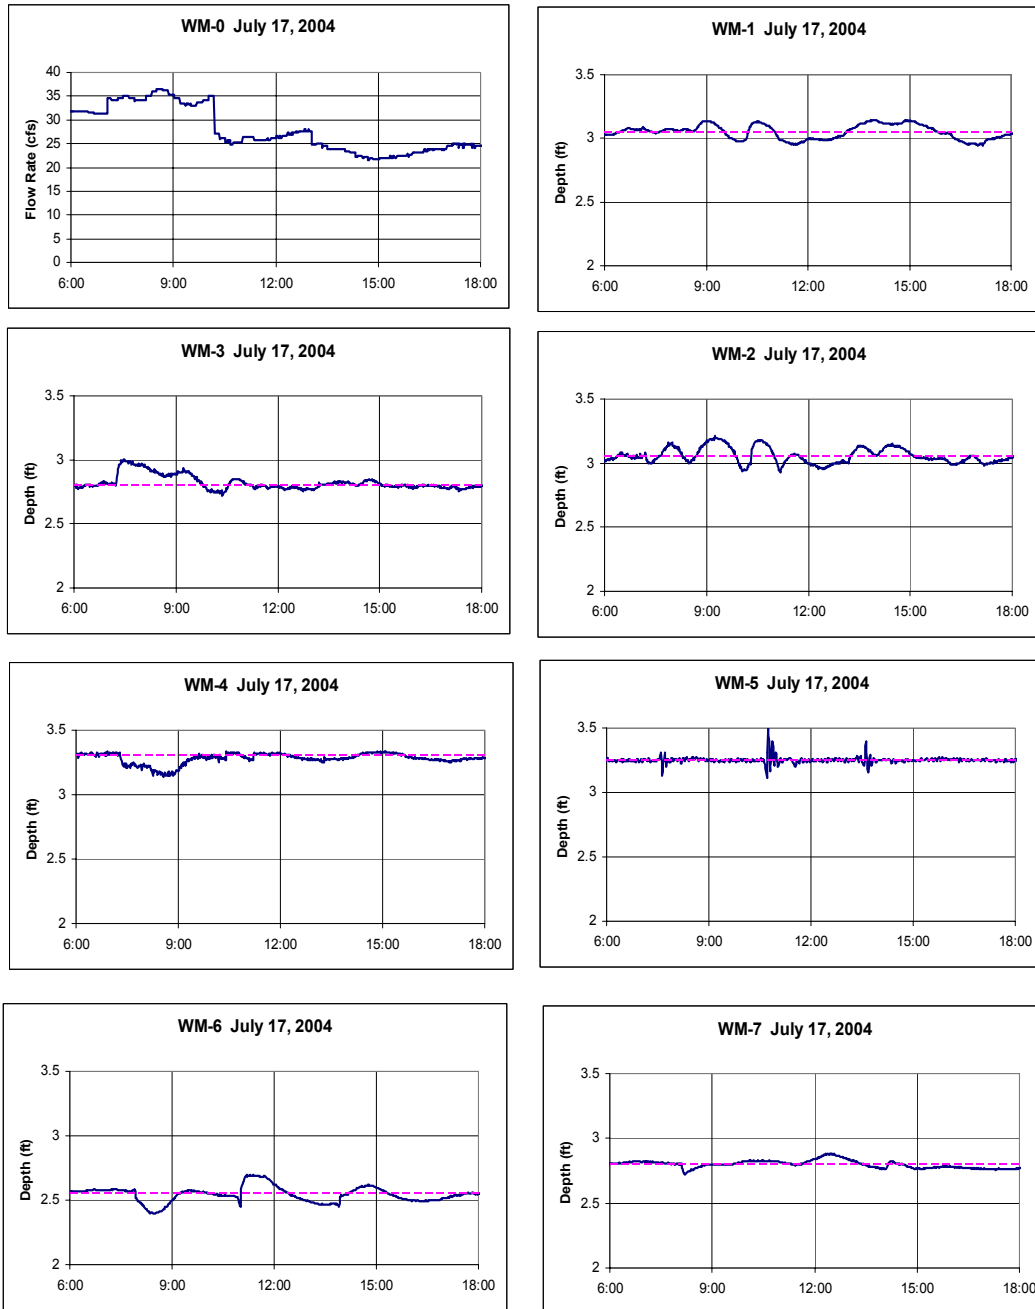 WM-0 July 17, 2004
40
35
30
25
20
15
10
5
0
Flow Rate (cfs)
6:00 9:00 12:00 15:00 18:00
WM-1 July 17, 2004
3.5
3
2.5
2
Depth (ft)
6:00 9:00 12:00 15:00 18:00
WM-3 July 17, 2004
3.5
3
2.5
2
Depth (ft)
6:00 9:00 12:00 15:00 18:00
WM-2 July 17, 2004
3.5
3
2.5
2
Depth (ft)
6:00 9:00 12:00 15:00 18:00
WM-4 July 17, 2004
3.5
3
2.5
2
Depth (ft)
6:00 9:00 12:00 15:00 18:00
WM-5 July 17, 2004
3.5
3
2.5
2
Depth (ft)
6:00 9:00 12:00 15:00 18:00
WM-6 July 17, 2004
3.5
3
2.5
2
Depth (ft)
6:00 9:00 12:00 15:00 18:00
WM-7 July 17, 2004
3.5
3
2.5
2
Depth (ft)
6:00 9:00 12:00 15:00 18:00